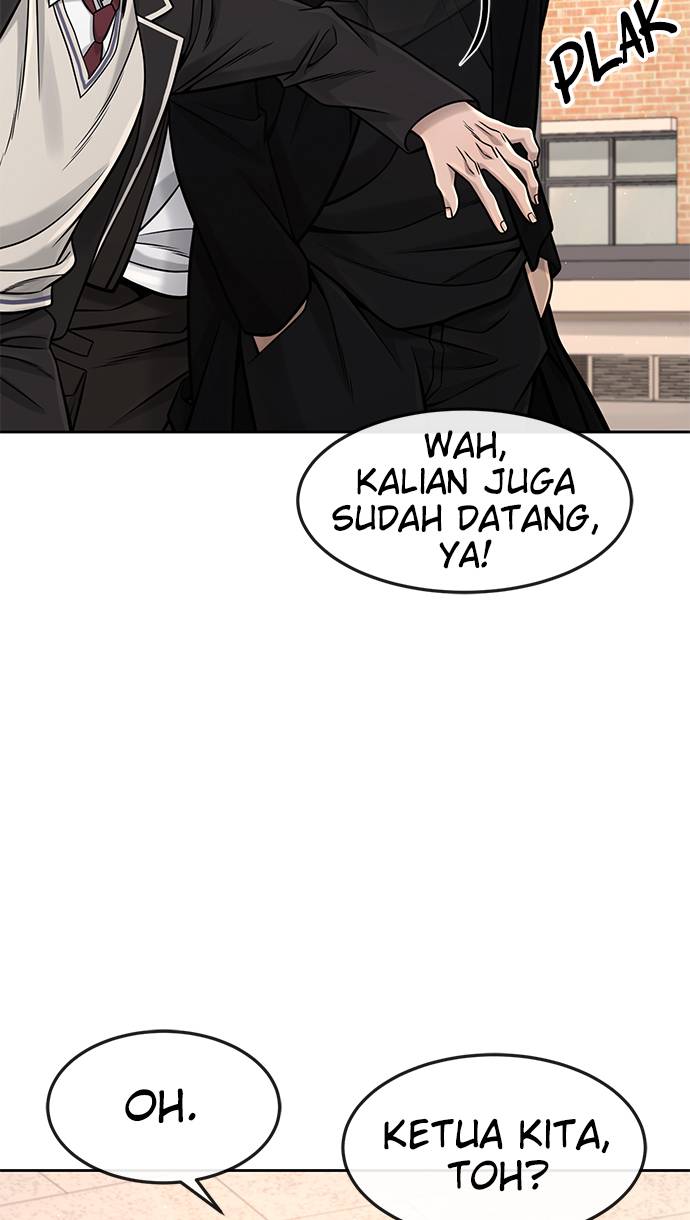 PLAK
WAH,
KALIAN JUGA
SUDAH DATANG,
YA!
OH.
KETUA KITA,
TOH?